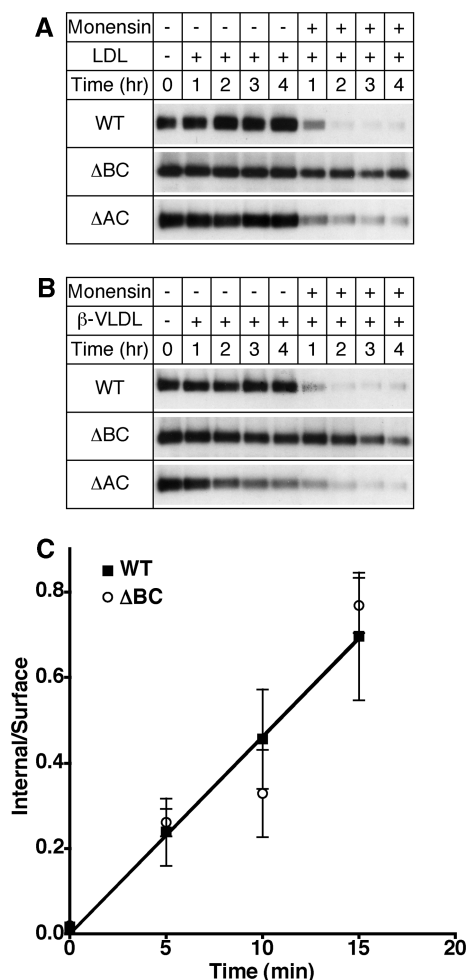 A
Monensin - - - - - + + + +
LDL - + + + + + + + +
Time (hr) 0 1 2 3 4 1 2 3 4
WT
ΔBC
ΔAC
B
Monensin - - - - - + + + +
β-VLDL - + + + + + + + +
Time (hr) 0 1 2 3 4 1 2 3 4
WT
ΔBC
ΔAC
C
WT
ΔBC
0.8
0.6
0.4
0.2
0.0
Internal/Surface
0 5 10 15 20
Time (min)